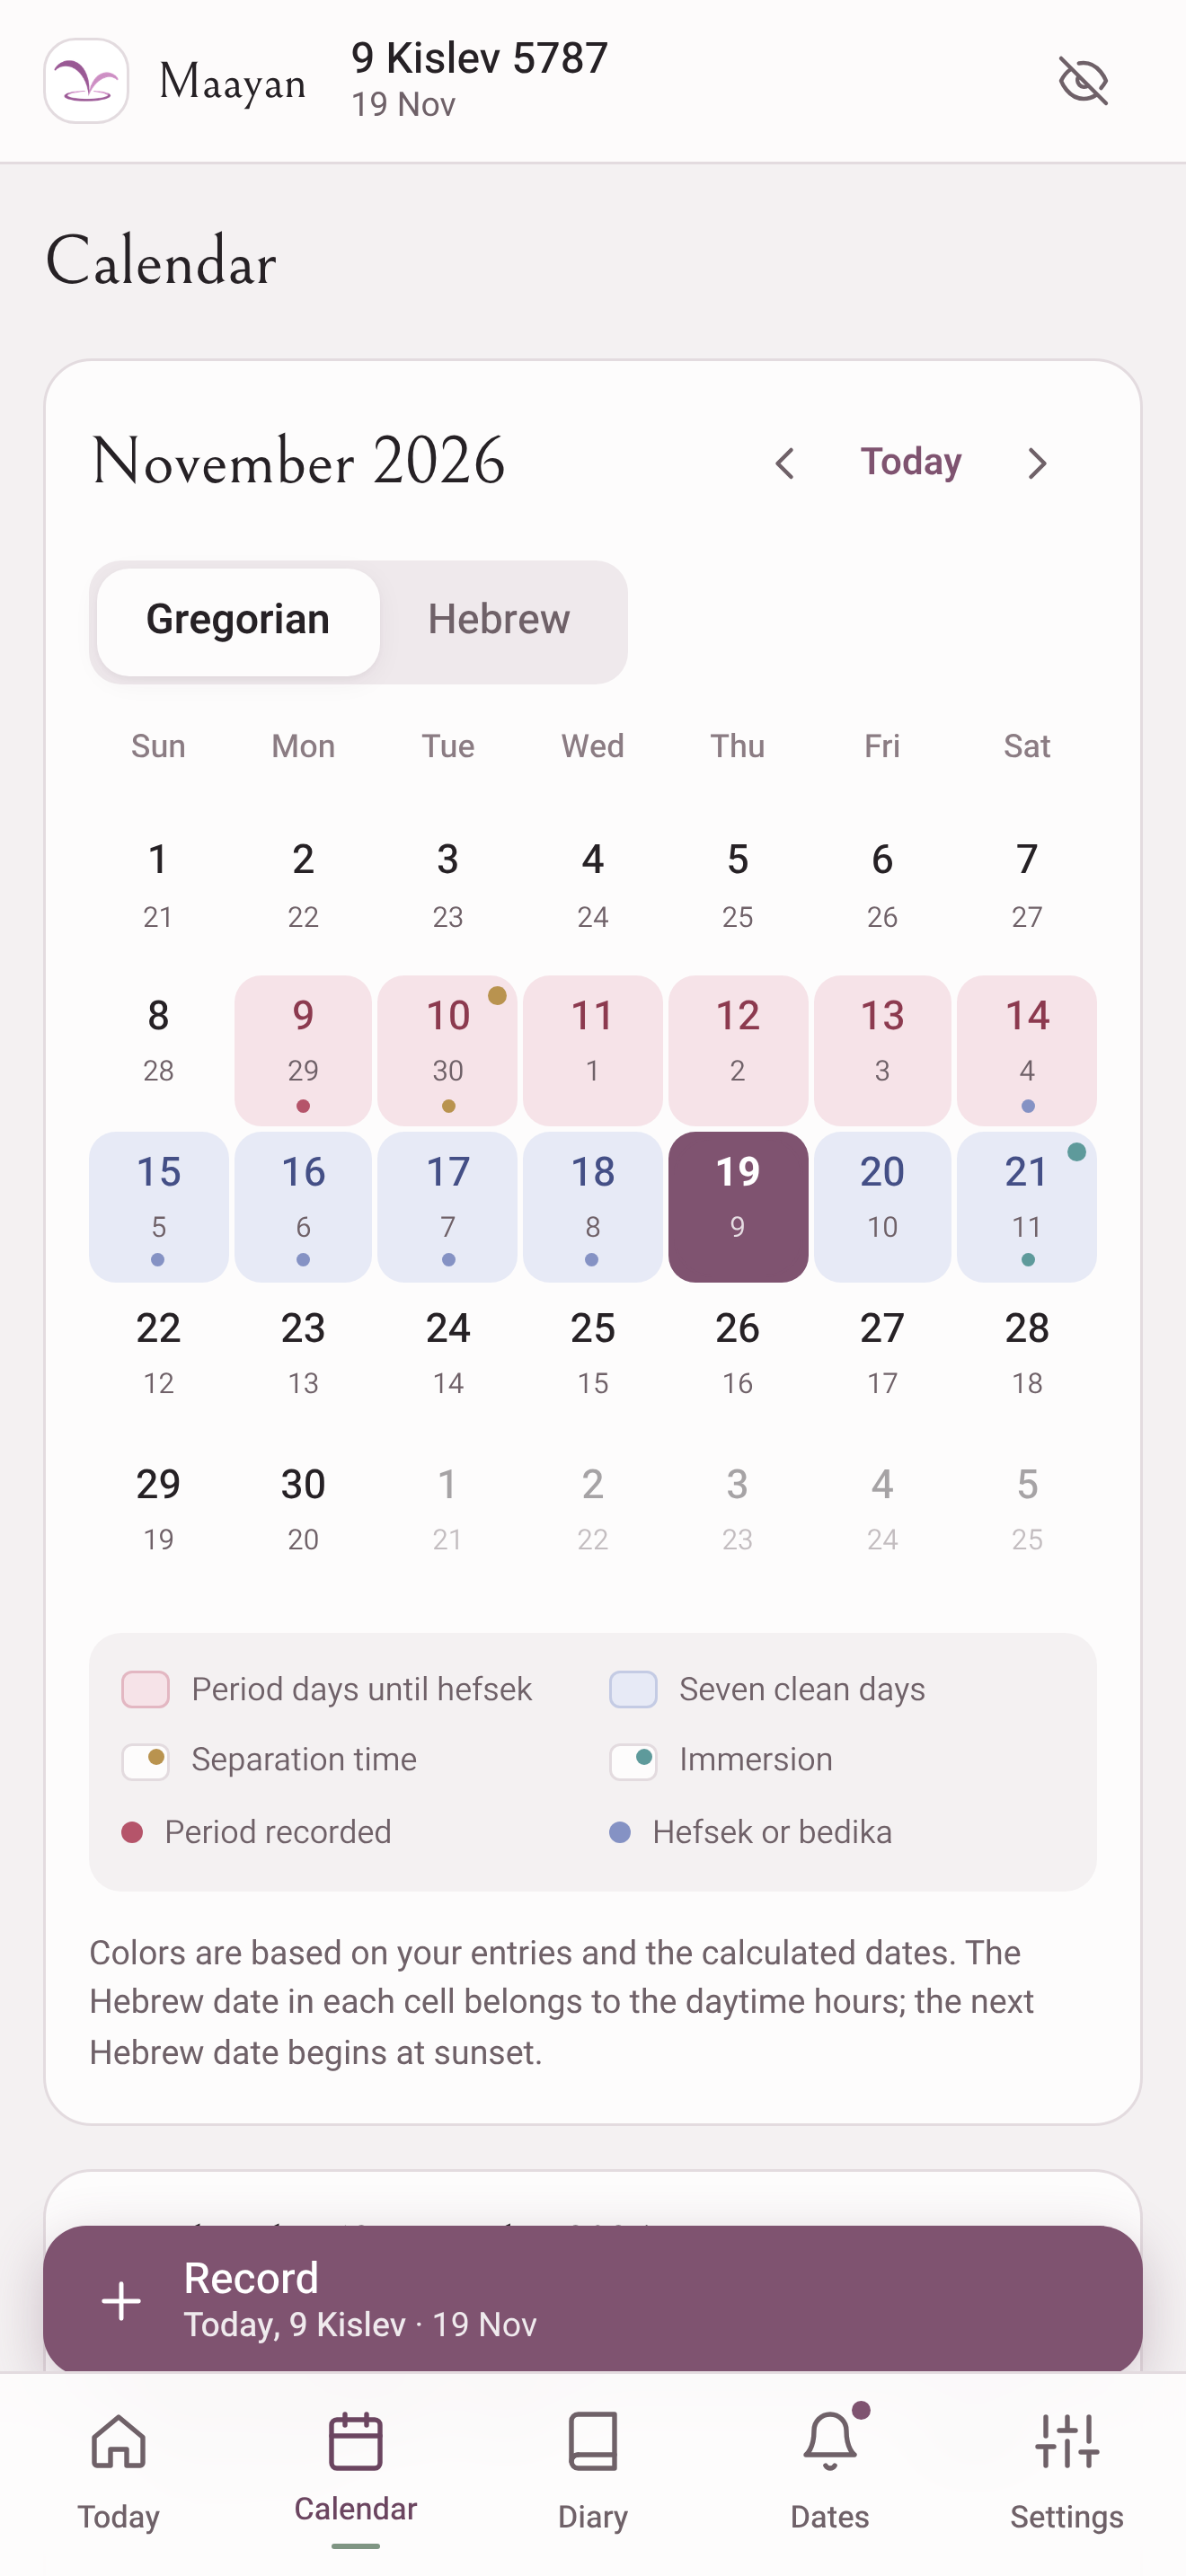 Maayan
9 Kislev 5787
19 Nov
Calendar
November 2026
Today
Gregorian Hebrew
Sun Mon Tue Wed Thu Fri Sat
1 2 3 4 5 6 7
21 22 23 24 25 26 27
8 9 10 11 12 13 14
28 29 30 1 2 3 4
15 16 17 18 19 20 21
5 6 7 8 9 10 11
22 23 24 25 26 27 28
12 13 14 15 16 17 18
29 30 1 2 3 4 5
19 20 21 22 23 24 25
Period days until hefsek Seven clean days
Separation time Immersion
Period recorded Hefsek or bedika
Colors are based on your entries and the calculated dates. The
Hebrew date in each cell belongs to the daytime hours; the next
Hebrew date begins at sunset.
Record
Today, 9 Kislev · 19 Nov
Today Calendar Diary Dates Settings